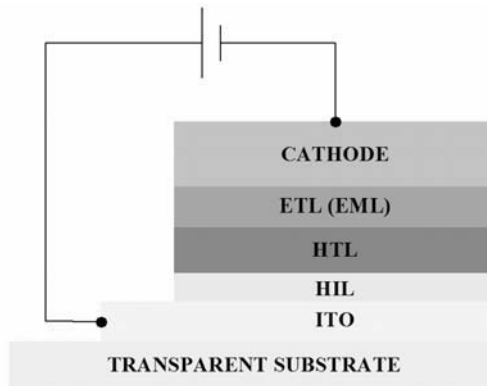 CATHODE
ETL (EML)
HTL
HIL
ITO
TRANSPARENT SUBSTRATE